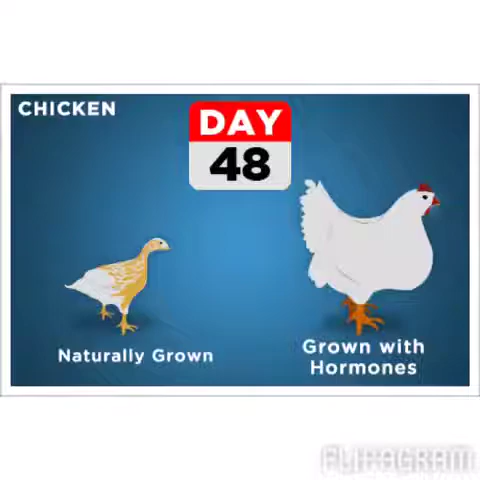 CHICKEN
DAY
48
Naturally Grown
Grown with
Hormones
FLIPAGRAM